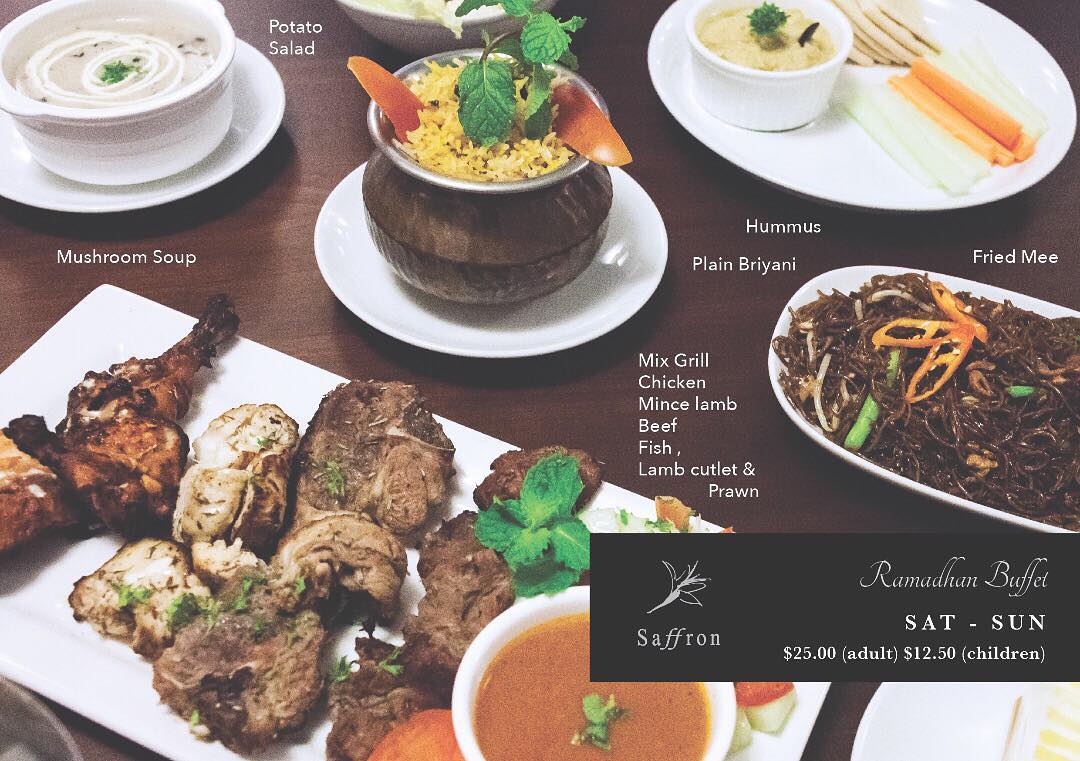 Potato
Salad
Hummus
Mushroom Soup
Plain Briyani
Fried Mee
Mix Grill
Chicken
Mince lamb
Beef
Fish ,
Lamb cutlet &
Prawn
Saffron
Ramadhan Buffet
SAT - SUN
$25.00 (adult) $12.50 (children)